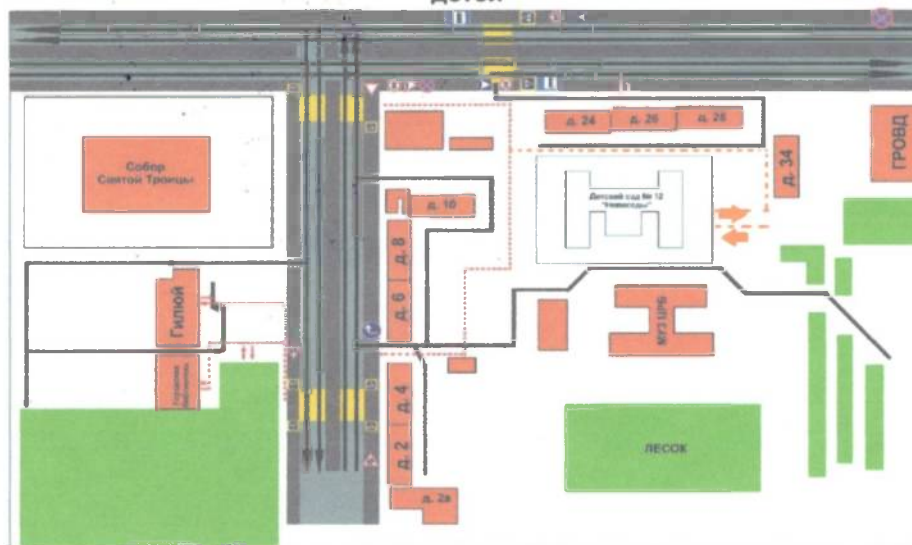 ДЕТЕЙ
д. 24
д. 26
д. 28
Собор
Святой Троицы
д. 34
ГРОВД
Детский сад № 12
д. 10
д. 8
Гилюй
д. 6
МУЗ ЦРБ
д. 4
д. 2
ЛЕСОК
д. 2а